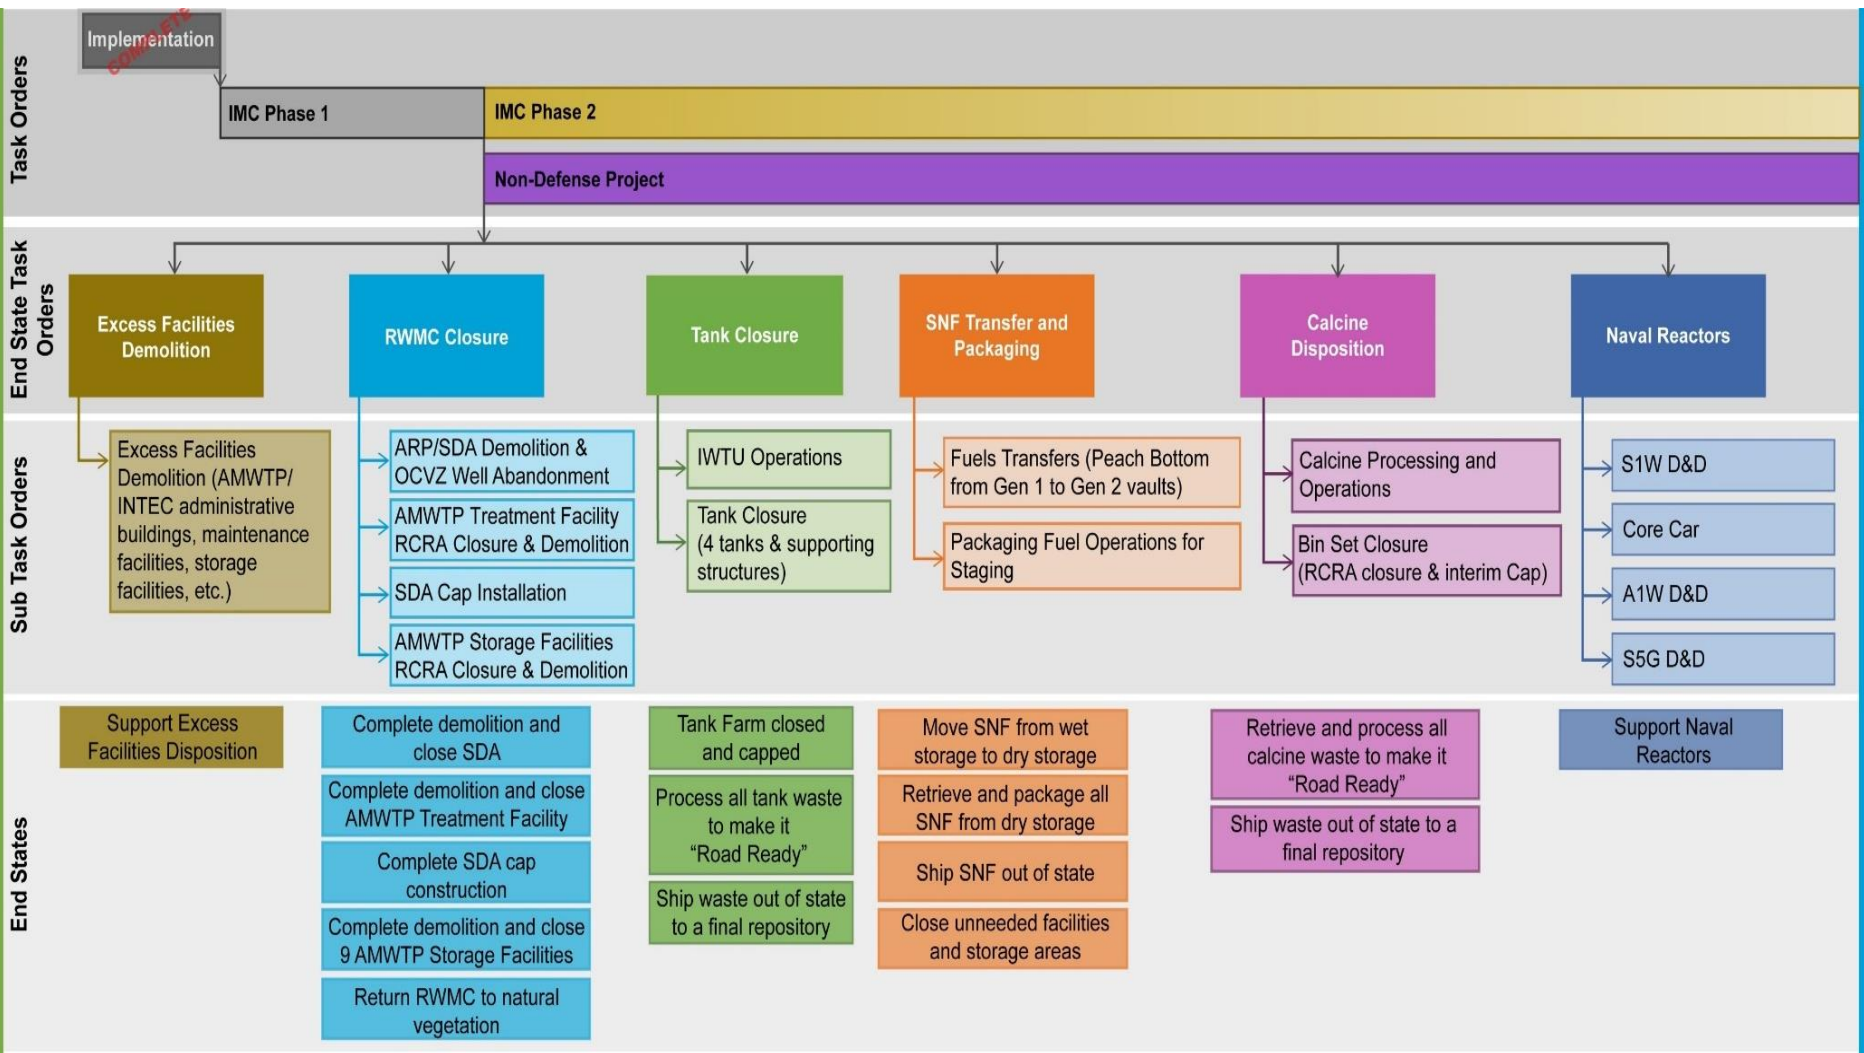 Implementation
COMPLETE
Task Orders
IMC Phase 1
IMC Phase 2
Non-Defense Project
End State Task
Orders
Excess Facilities
Demolition
RWMC Closure
Tank Closure
SNF Transfer and
Packaging
Calcine
Disposition
Naval Reactors
Sub Task Orders
Excess Facilities
Demolition (AMWTP/
INTEC administrative
buildings, maintenance
facilities, storage
facilities, etc.)
ARP/SDA Demolition &
OCVZ Well Abandonment
AMWTP Treatment Facility
RCRA Closure & Demolition
SDA Cap Installation
AMWTP Storage Facilities
RCRA Closure & Demolition
IWTU Operations
Tank Closure
(4 tanks & supporting
structures)
Fuels Transfers (Peach Bottom
from Gen 1 to Gen 2 vaults)
Packaging Fuel Operations for
Staging
Calcine Processing and
Operations
Bin Set Closure
(RCRA closure & interim Cap)
S1W D&D
Core Car
A1W D&D
S5G D&D
End States
Support Excess
Facilities Disposition
Complete demolition and
close SDA
Complete demolition and close
AMWTP Treatment Facility
Complete SDA cap
construction
Complete demolition and close
9 AMWTP Storage Facilities
Return RWMC to natural
vegetation
Tank Farm closed
and capped
Process all tank waste
to make it
“Road Ready”
Ship waste out of state
to a final repository
Move SNF from wet
storage to dry storage
Retrieve and package all
SNF from dry storage
Ship SNF out of state
Close unneeded facilities
and storage areas
Retrieve and process all
calcine waste to make it
“Road Ready”
Ship waste out of state to a
final repository
Support Naval
Reactors